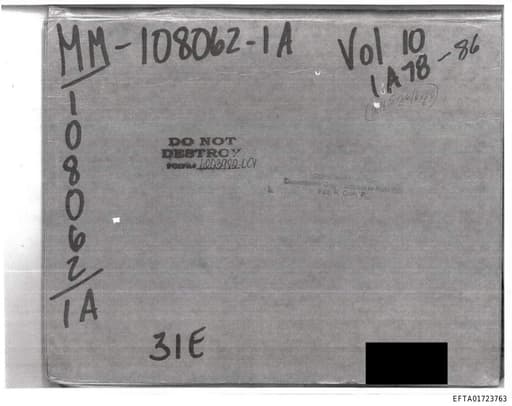 MM-108062-1A
Vol 10
1A78-86
1
0
8
0
6
2
1A
DO NOT
DESTROY
31E
EFTA01723763